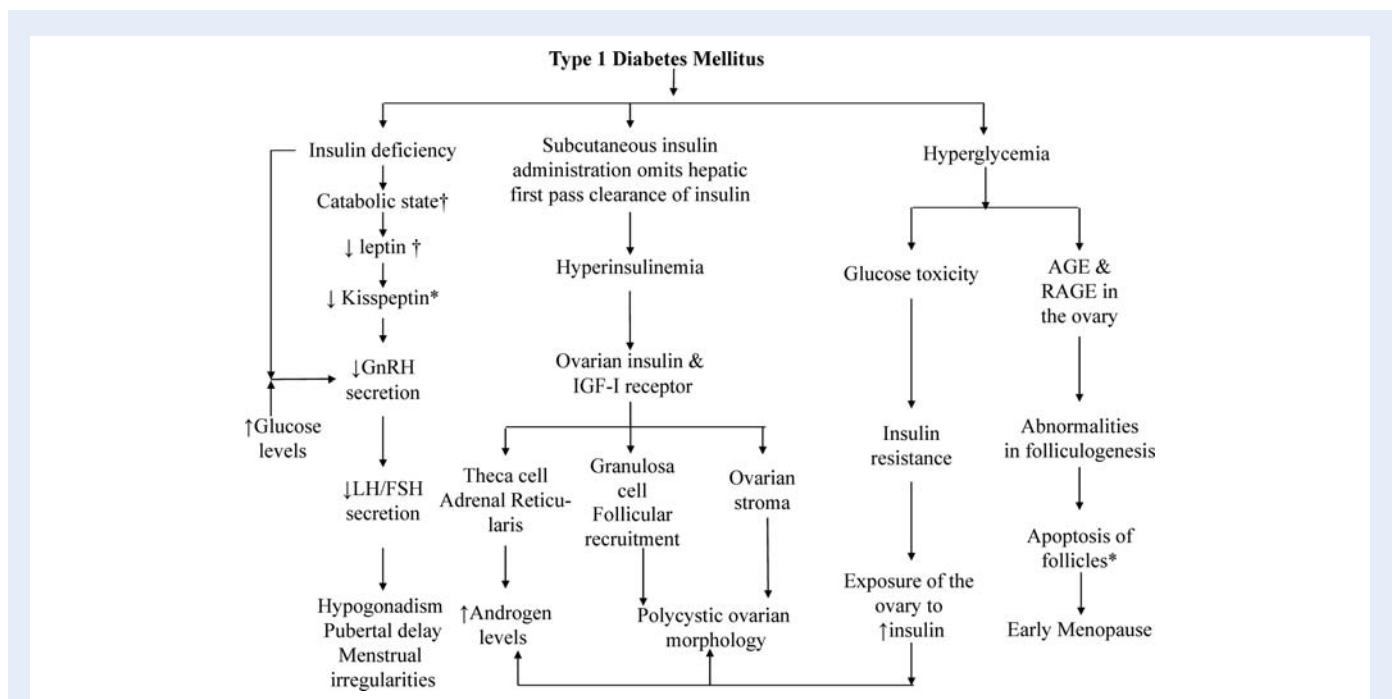 Type 1 Diabetes Mellitus
Insulin deficiency
Catabolic state†
↓ leptin †
↓ Kisspeptin*
↓GnRH
secretion
↑Glucose
levels
↓LH/FSH
secretion
Hypogonadism
Pubertal delay
Menstrual
irregularities
Subcutaneous insulin
administration omits hepatic
first pass clearance of insulin
Hyperinsulinemia
Ovarian insulin &
IGF-I receptor
Theca cell
Adrenal Reticu-
laris
↑Androgen
levels
Granulosa
cell
Follicular
recruitment
Ovarian
stroma
Polycystic ovarian
morphology
Hyperglycemia
Glucose toxicity
Insulin
resistance
Exposure of the
ovary to
↑insulin
AGE &
RAGE in
the ovary
Abnormalities
in folliculogenesis
Apoptosis of
follicles*
Early Menopause